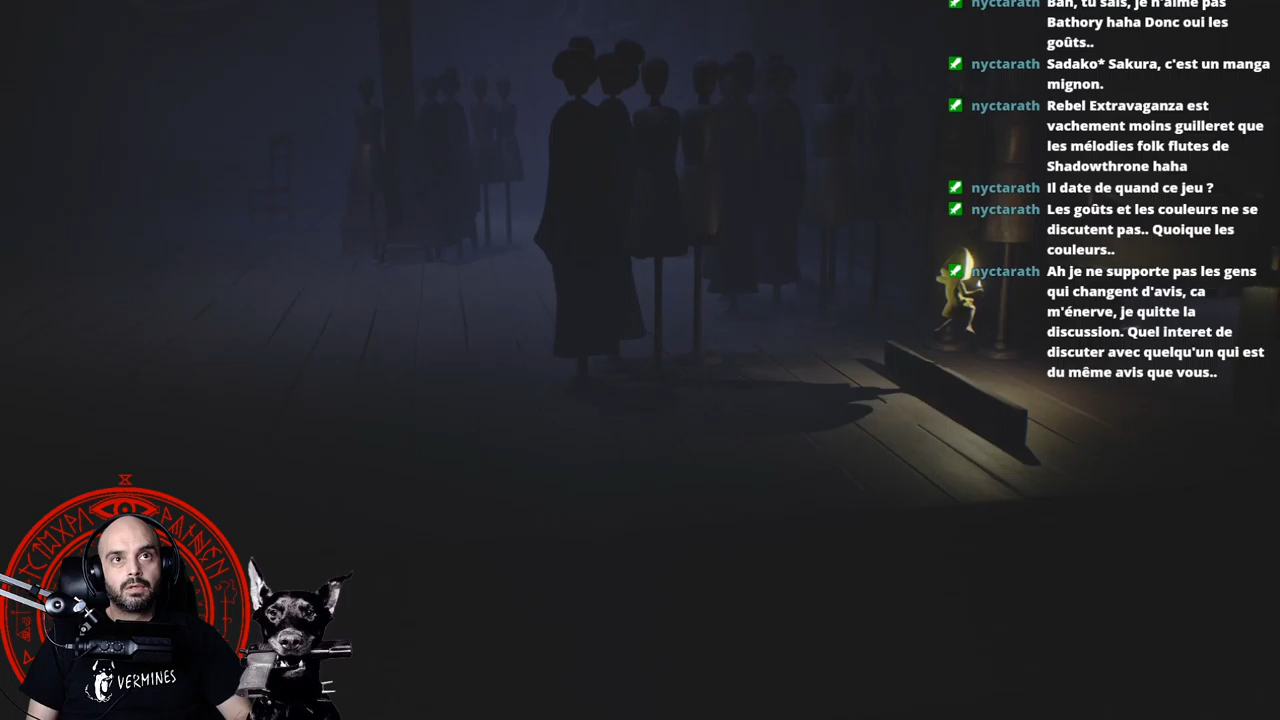 nyctarath Bah, tu sais, je n'aime pas
Bathory haha Donc oui les
goûts..
nyctarath Sadako* Sakura, c'est un manga
mignon.
nyctarath Rebel Extravaganza est
vachement moins guilleret que
les mélodies folk flutes de
Shadowthrone haha
nyctarath Il date de quand ce jeu ?
nyctarath Les goûts et les couleurs ne se
discutent pas.. Quoique les
couleurs..
nyctarath Ah je ne supporte pas les gens
qui changent d'avis, ca
m'énerve, je quitte la
discussion. Quel interet de
discuter avec quelqu'un qui est
du même avis que vous..
VERMINES